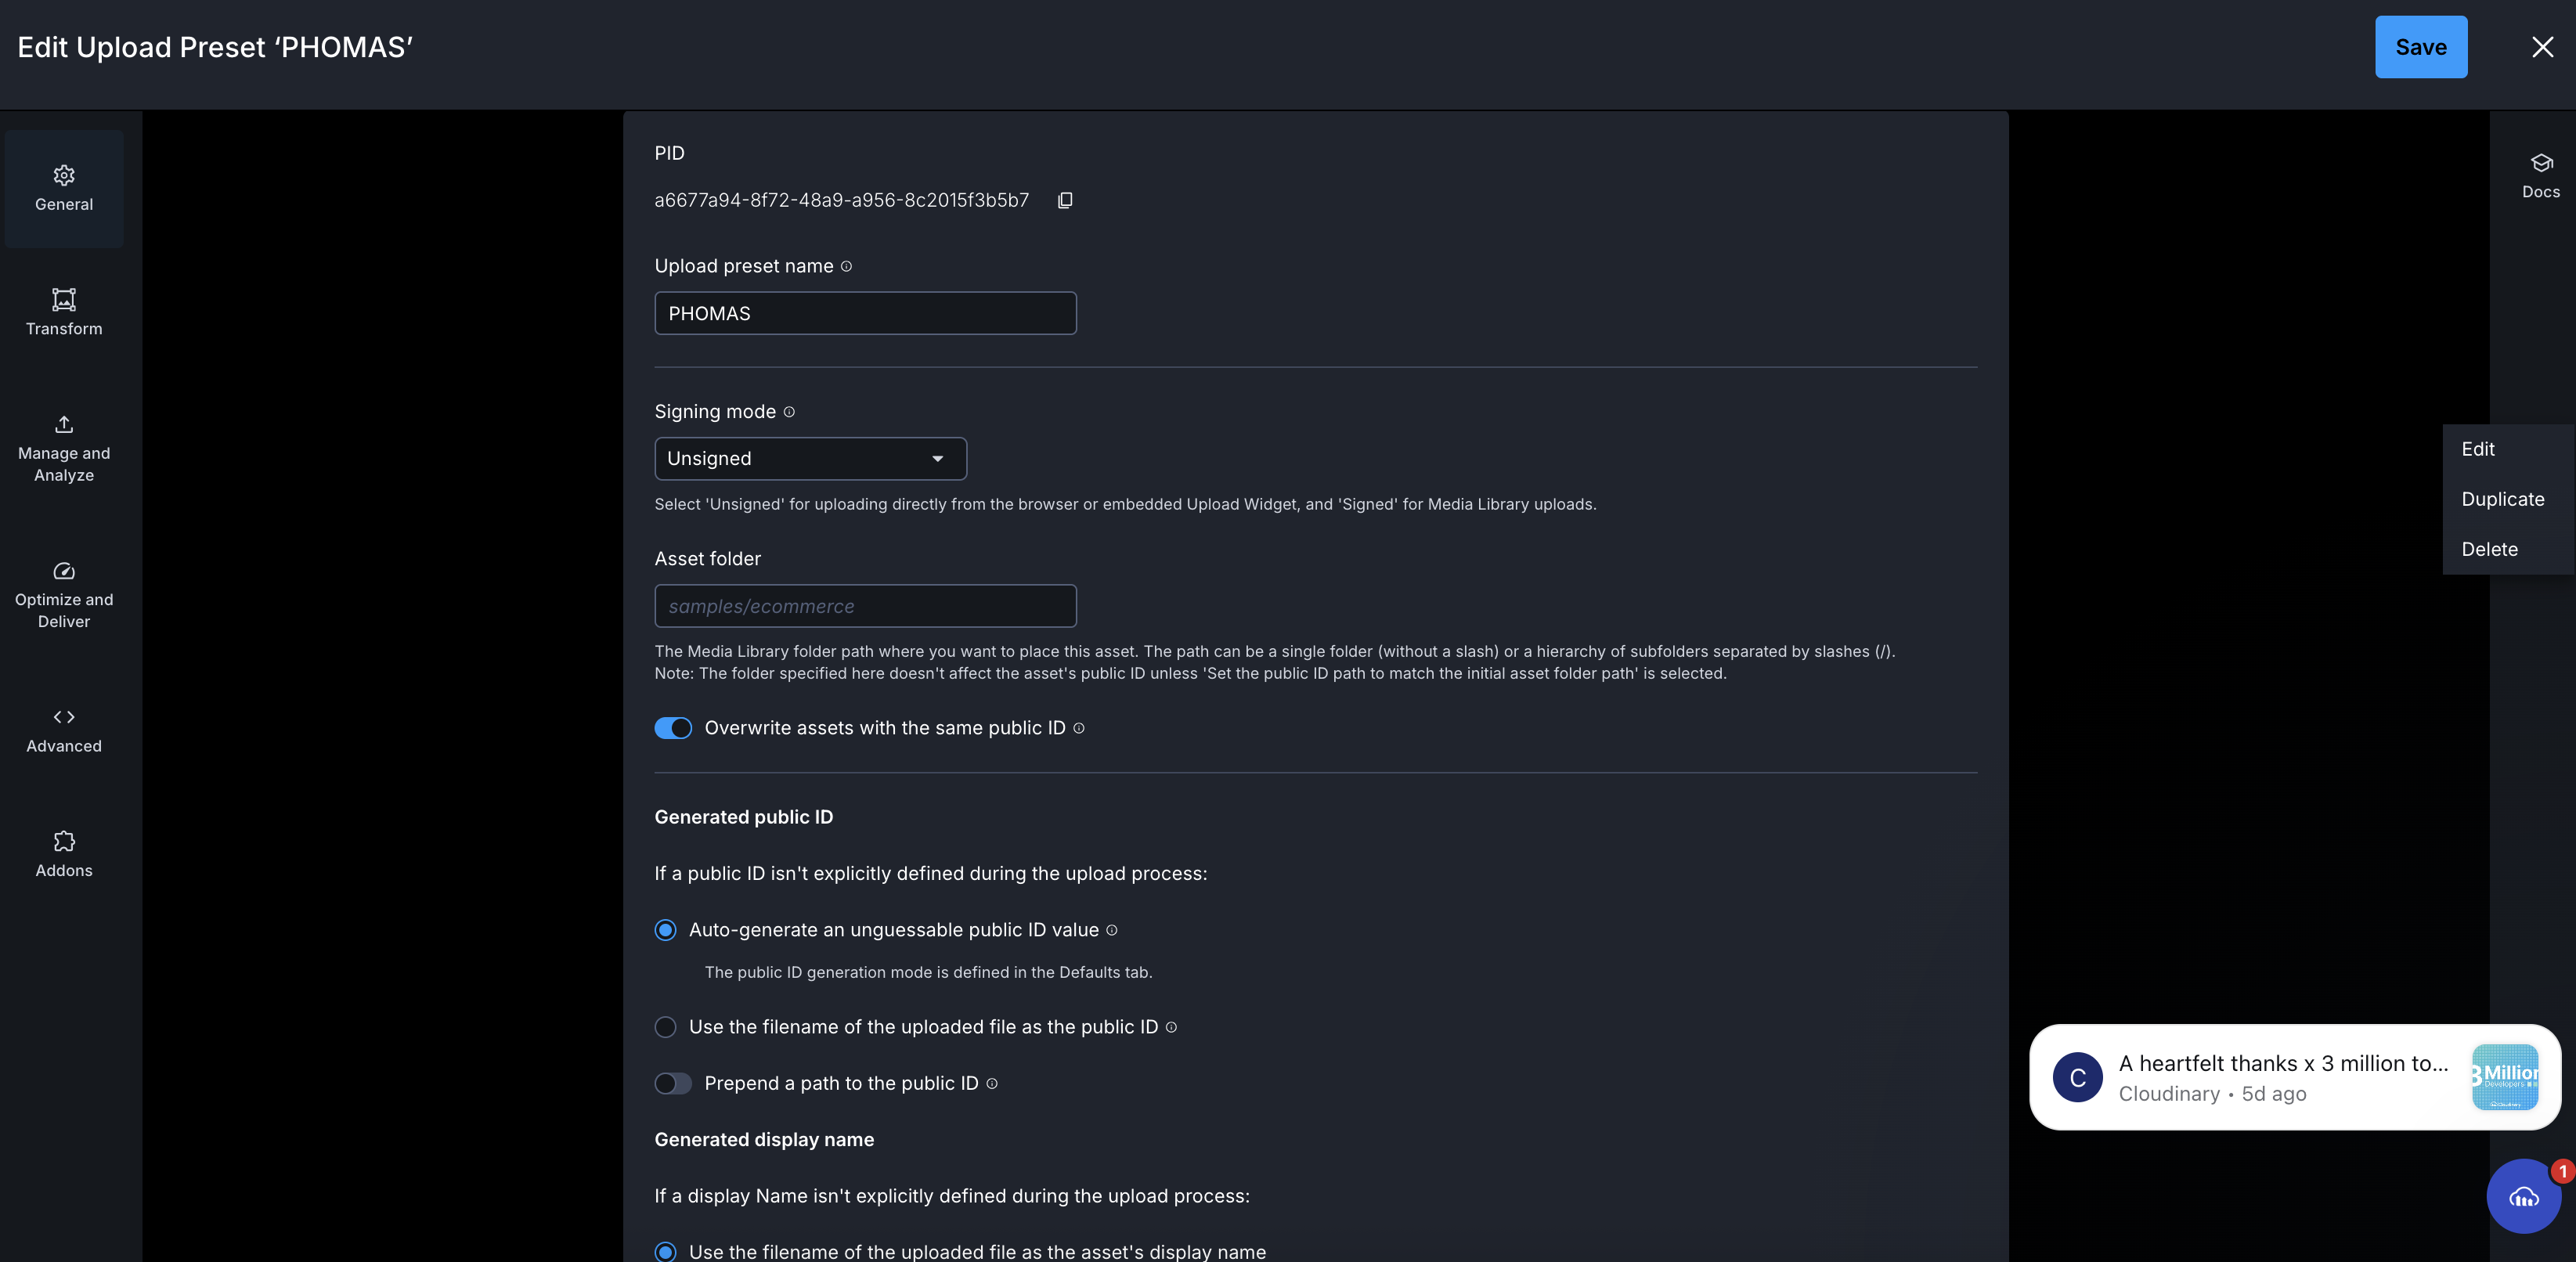 Edit Upload Preset ‘PHOMAS’
Save
General
Transform
Manage and
Analyze
Optimize and
Deliver
Advanced
Addons
PID
a6677a94-8f72-48a9-a956-8c2015f3b5b7
Upload preset name
PHOMAS
Signing mode
Unsigned
Select 'Unsigned' for uploading directly from the browser or embedded Upload Widget, and 'Signed' for Media Library uploads.
Asset folder
samples/ecommerce
The Media Library folder path where you want to place this asset. The path can be a single folder (without a slash) or a hierarchy of subfolders separated by slashes (/).
Note: The folder specified here doesn't affect the asset's public ID unless 'Set the public ID path to match the initial asset folder path' is selected.
Overwrite assets with the same public ID
Generated public ID
If a public ID isn't explicitly defined during the upload process:
Auto-generate an unguessable public ID value
The public ID generation mode is defined in the Defaults tab.
Use the filename of the uploaded file as the public ID
Prepend a path to the public ID
Generated display name
If a display Name isn't explicitly defined during the upload process:
Use the filename of the uploaded file as the asset's display name
Docs
Edit
Duplicate
Delete
C
A heartfelt thanks x 3 million to...
Cloudinary • 5d ago
3 Million
Developers
1